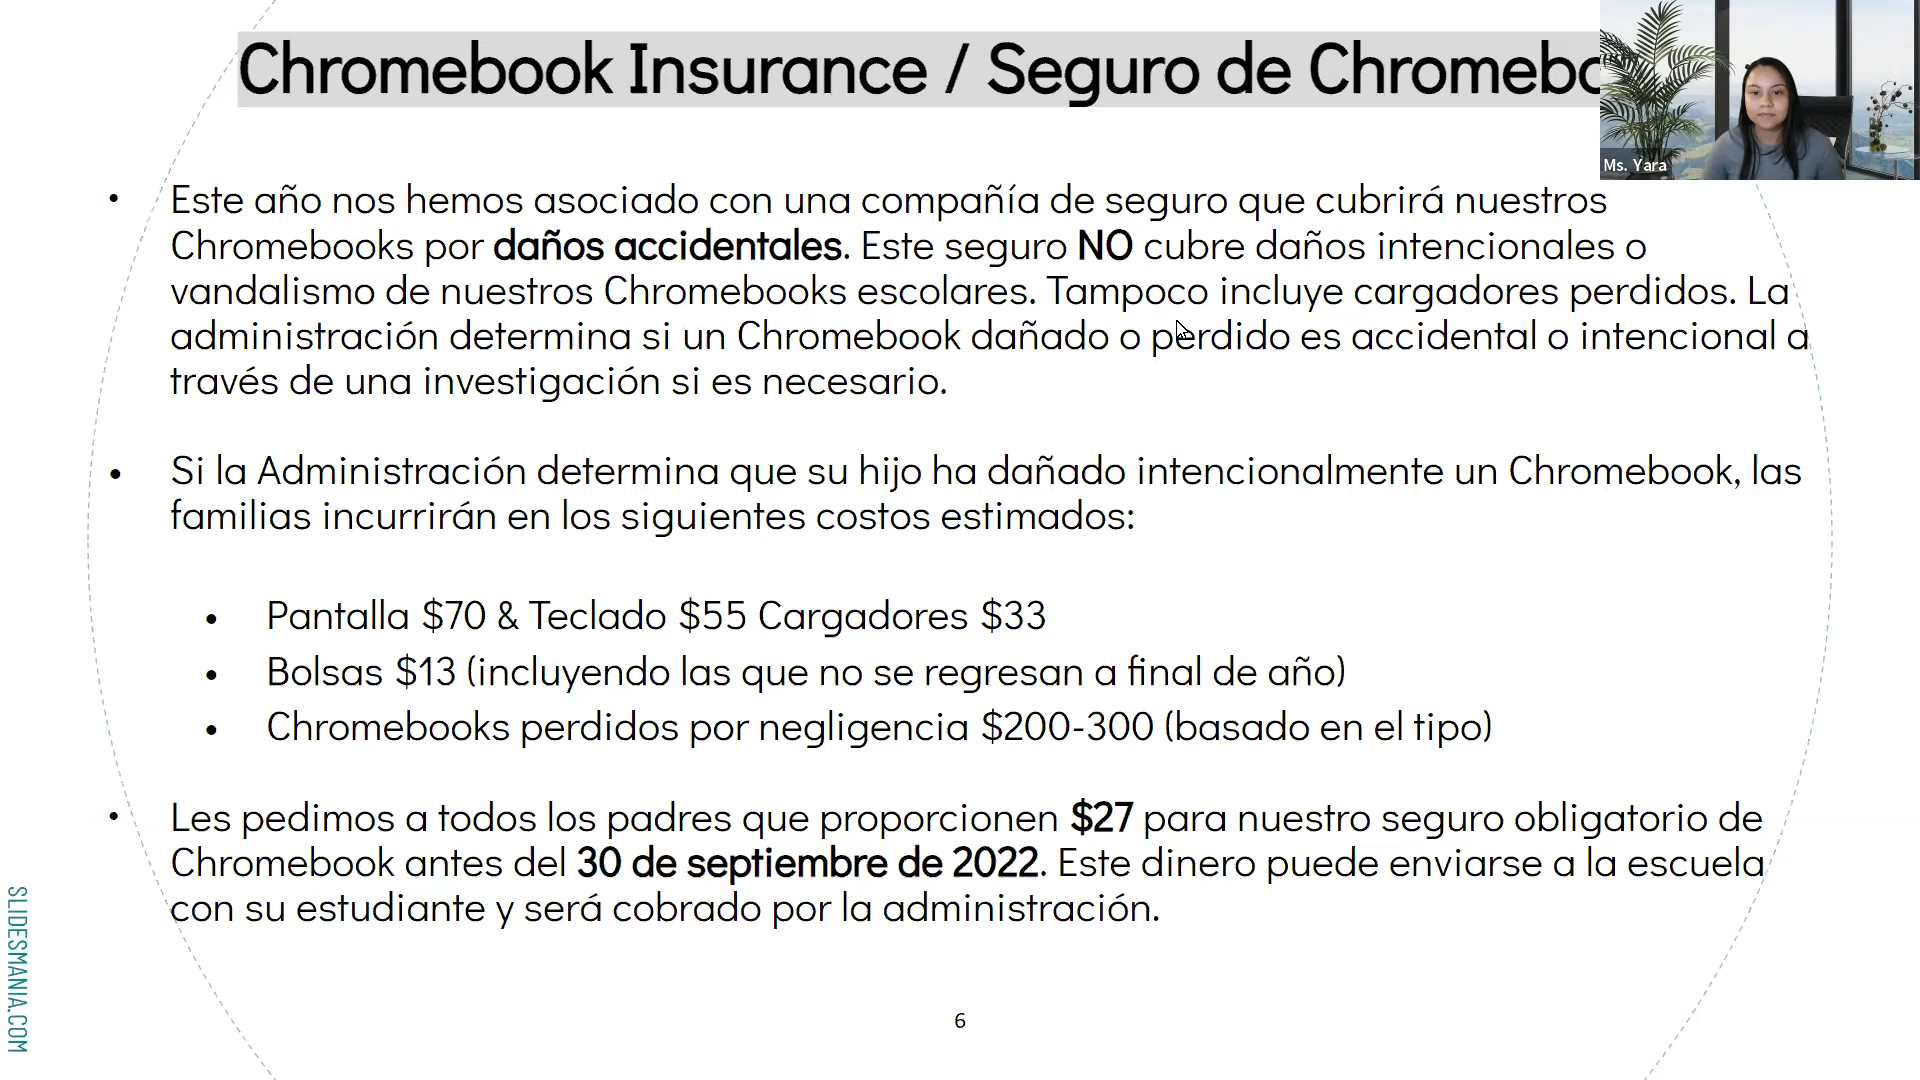 Chromebook Insurance / Seguro de Chromebo
Ms. Yara
• Este año nos hemos asociado con una compañía de seguro que cubrirá nuestros
Chromebooks por daños accidentales. Este seguro NO cubre daños intencionales o
vandalismo de nuestros Chromebooks escolares. Tampoco incluye cargadores perdidos. La
administración determina si un Chromebook dañado o perdido es accidental o intencional a
través de una investigación si es necesario.
• Si la Administración determina que su hijo ha dañado intencionalmente un Chromebook, las
familias incurrirán en los siguientes costos estimados:
• Pantalla $70 & Teclado $55 Cargadores $33
• Bolsas $13 (incluyendo las que no se regresan a final de año)
• Chromebooks perdidos por negligencia $200-300 (basado en el tipo)
• Les pedimos a todos los padres que proporcionen $27 para nuestro seguro obligatorio de
Chromebook antes del 30 de septiembre de 2022. Este dinero puede enviarse a la escuela
con su estudiante y será cobrado por la administración.
SLIDESMANIA.COM
6